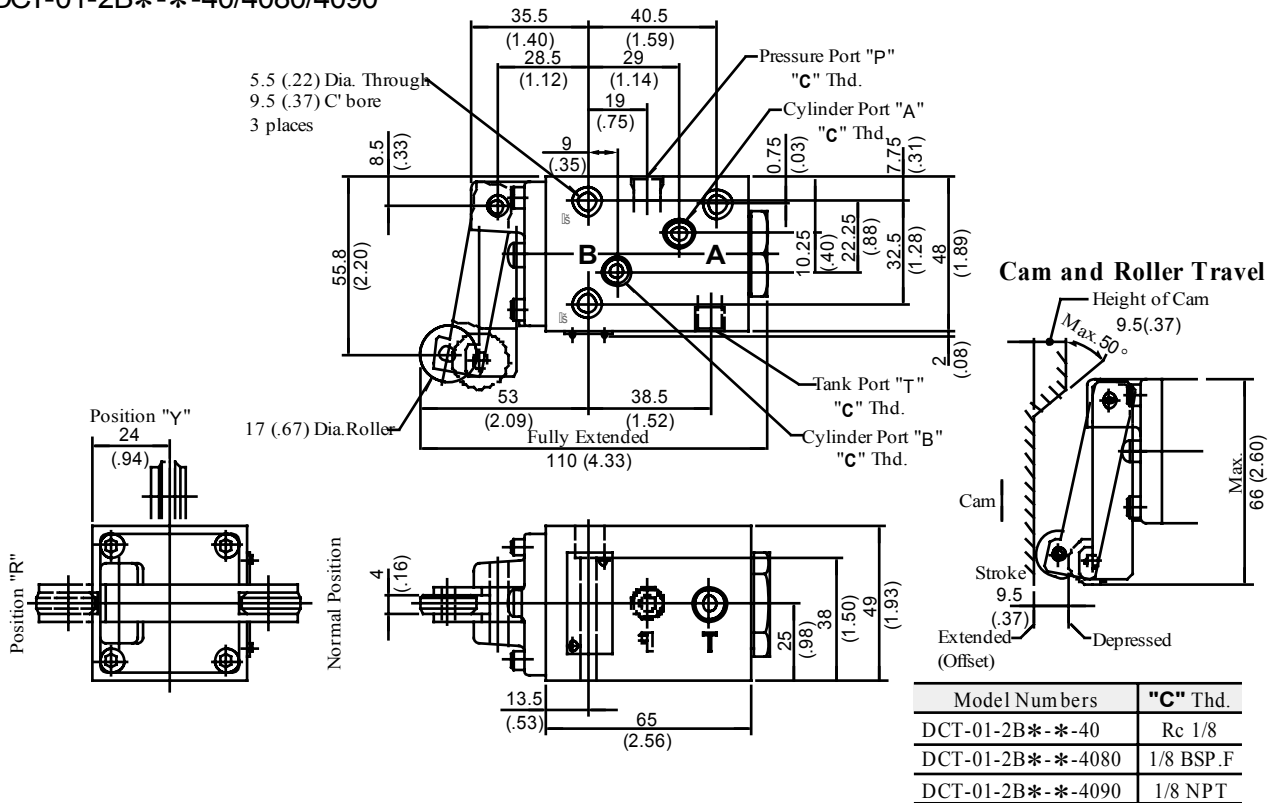 DCT-01-2B*-*-40/4080/4090
35.5
(1.40)
40.5
(1.59)
28.5
(1.12)
29
(1.14)
19
(.75)
9
(.35)
5.5 (.22) Dia. Through
9.5 (.37) C' bore
3 places
Pressure Port "P"
"C" Thd.
Cylinder Port "A"
"C" Thd.
8.5
(.33)
55.8
(2.20)
0.75
(.03)
7.75
(.31)
10.25
(.40)
22.25
(.88)
32.5
(1.28)
48
(1.89)
2
(.08)
B
A
53
(2.09)
38.5
(1.52)
Fully Extended
110 (4.33)
17 (.67) Dia.Roller
Tank Port "T"
"C" Thd.
Cylinder Port "B"
"C" Thd.
Cam and Roller Travel
Height of Cam
9.5(.37)
Max.50°
Cam
Max.
66 (2.60)
Stroke
9.5
(.37)
Extended
(Offset)
Depressed
Position "Y"
24
(.94)
Position "R"
Normal Position
4
(.16)
T
25
(.98)
38
(1.50)
49
(1.93)
13.5
(.53)
65
(2.56)
Model Numbers "C" Thd.
DCT-01-2B*-*-40 Rc 1/8
DCT-01-2B*-*-4080 1/8 BSP.F
DCT-01-2B*-*-4090 1/8 NPT